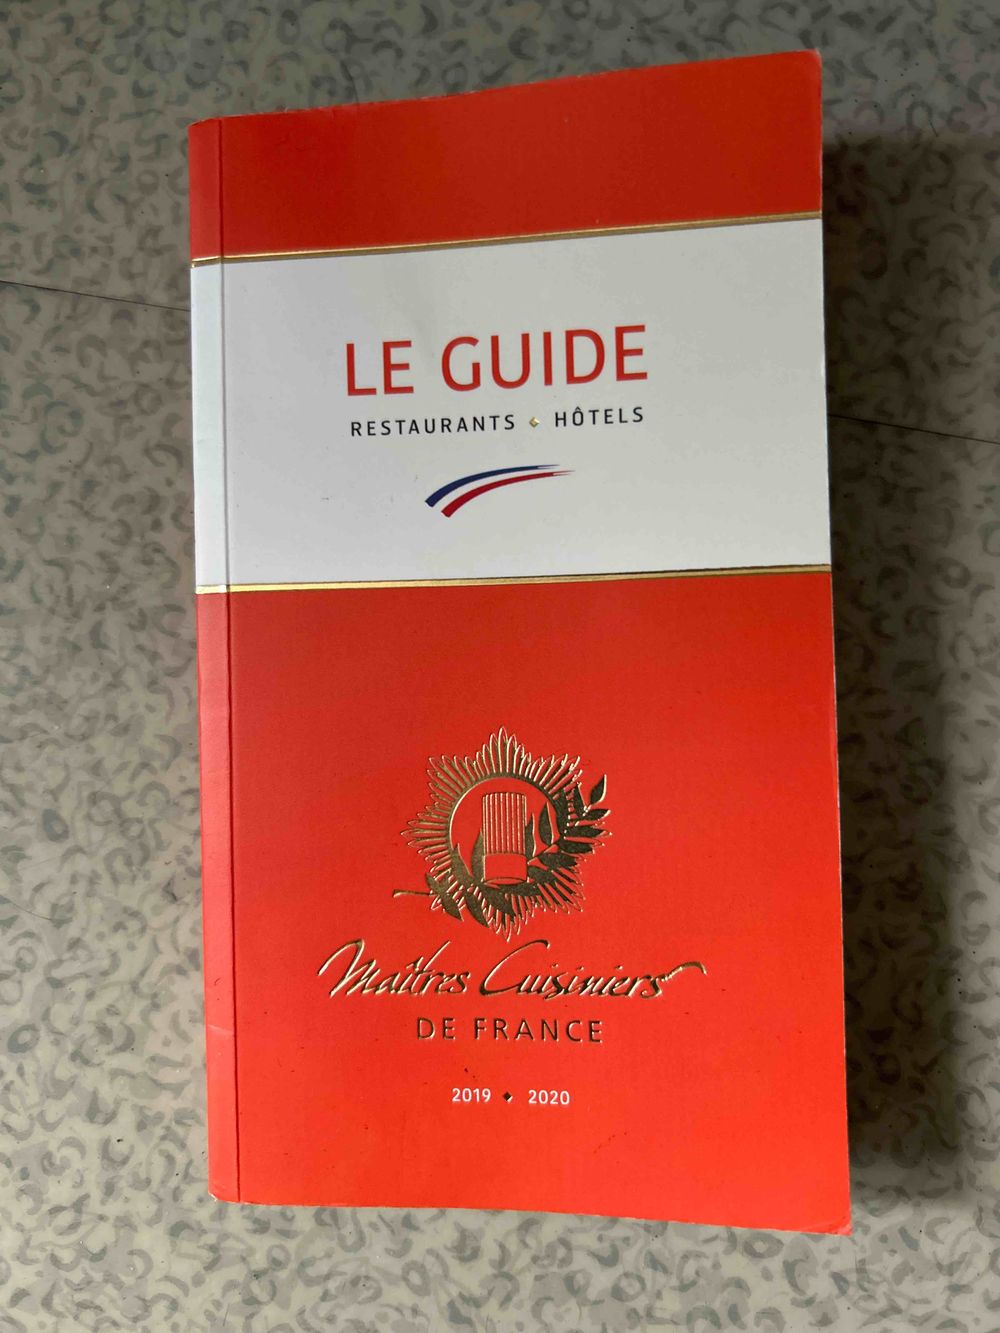 LE GUIDE
RESTAURANTS ⬥ HÔTELS
Maîtres Cuisiniers
DE FRANCE
2019 ⬥ 2020